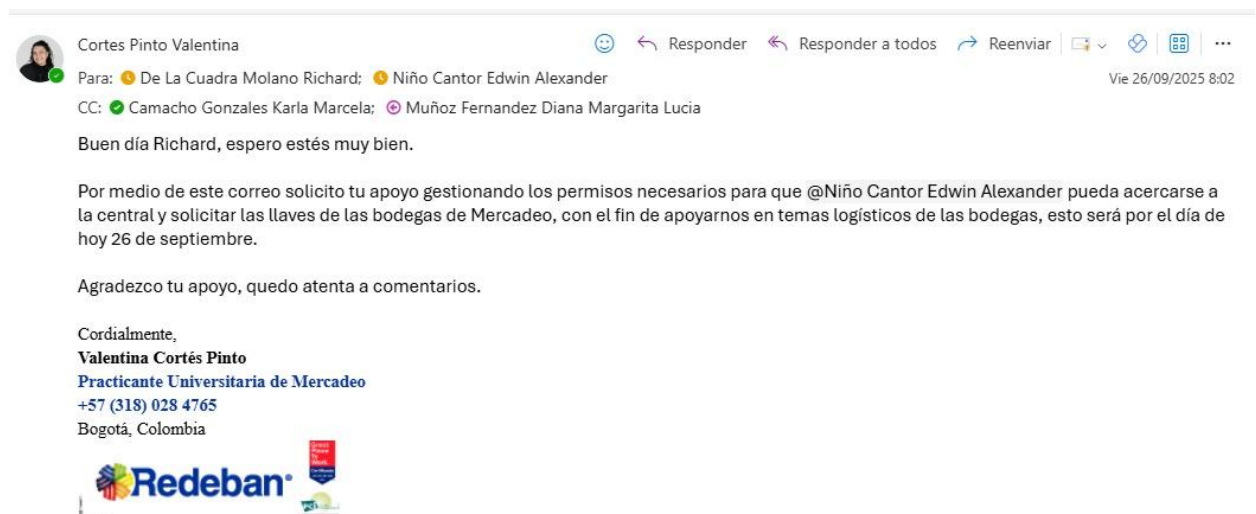 Cortes Pinto Valentina
Responder Responder a todos Reenviar
Para: De La Cuadra Molano Richard; Niño Cantor Edwin Alexander
Vie 26/09/2025 8:02
CC: Camacho Gonzales Karla Marcela; Muñoz Fernandez Diana Margarita Lucia
Buen día Richard, espero estés muy bien.
Por medio de este correo solicito tu apoyo gestionando los permisos necesarios para que @Niño Cantor Edwin Alexander pueda acercarse a
la central y solicitar las llaves de las bodegas de Mercadeo, con el fin de apoyarnos en temas logísticos de las bodegas, esto será por el día de
hoy 26 de septiembre.
Agradezco tu apoyo, quedo atenta a comentarios.
Cordialmente,
Valentina Cortés Pinto
Practicante Universitaria de Mercadeo
+57 (318) 028 4765
Bogotá, Colombia
Great
Place
To
Work
Redeban